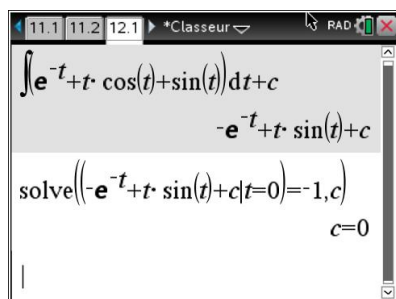 11.1 11.2 12.1 *Classeur RAD
∫(e^-t+t·cos(t)+sin(t))dt+c
-e^-t+t·sin(t)+c
solve((-e^-t+t·sin(t)+c|t=0)=-1,c)
c=0